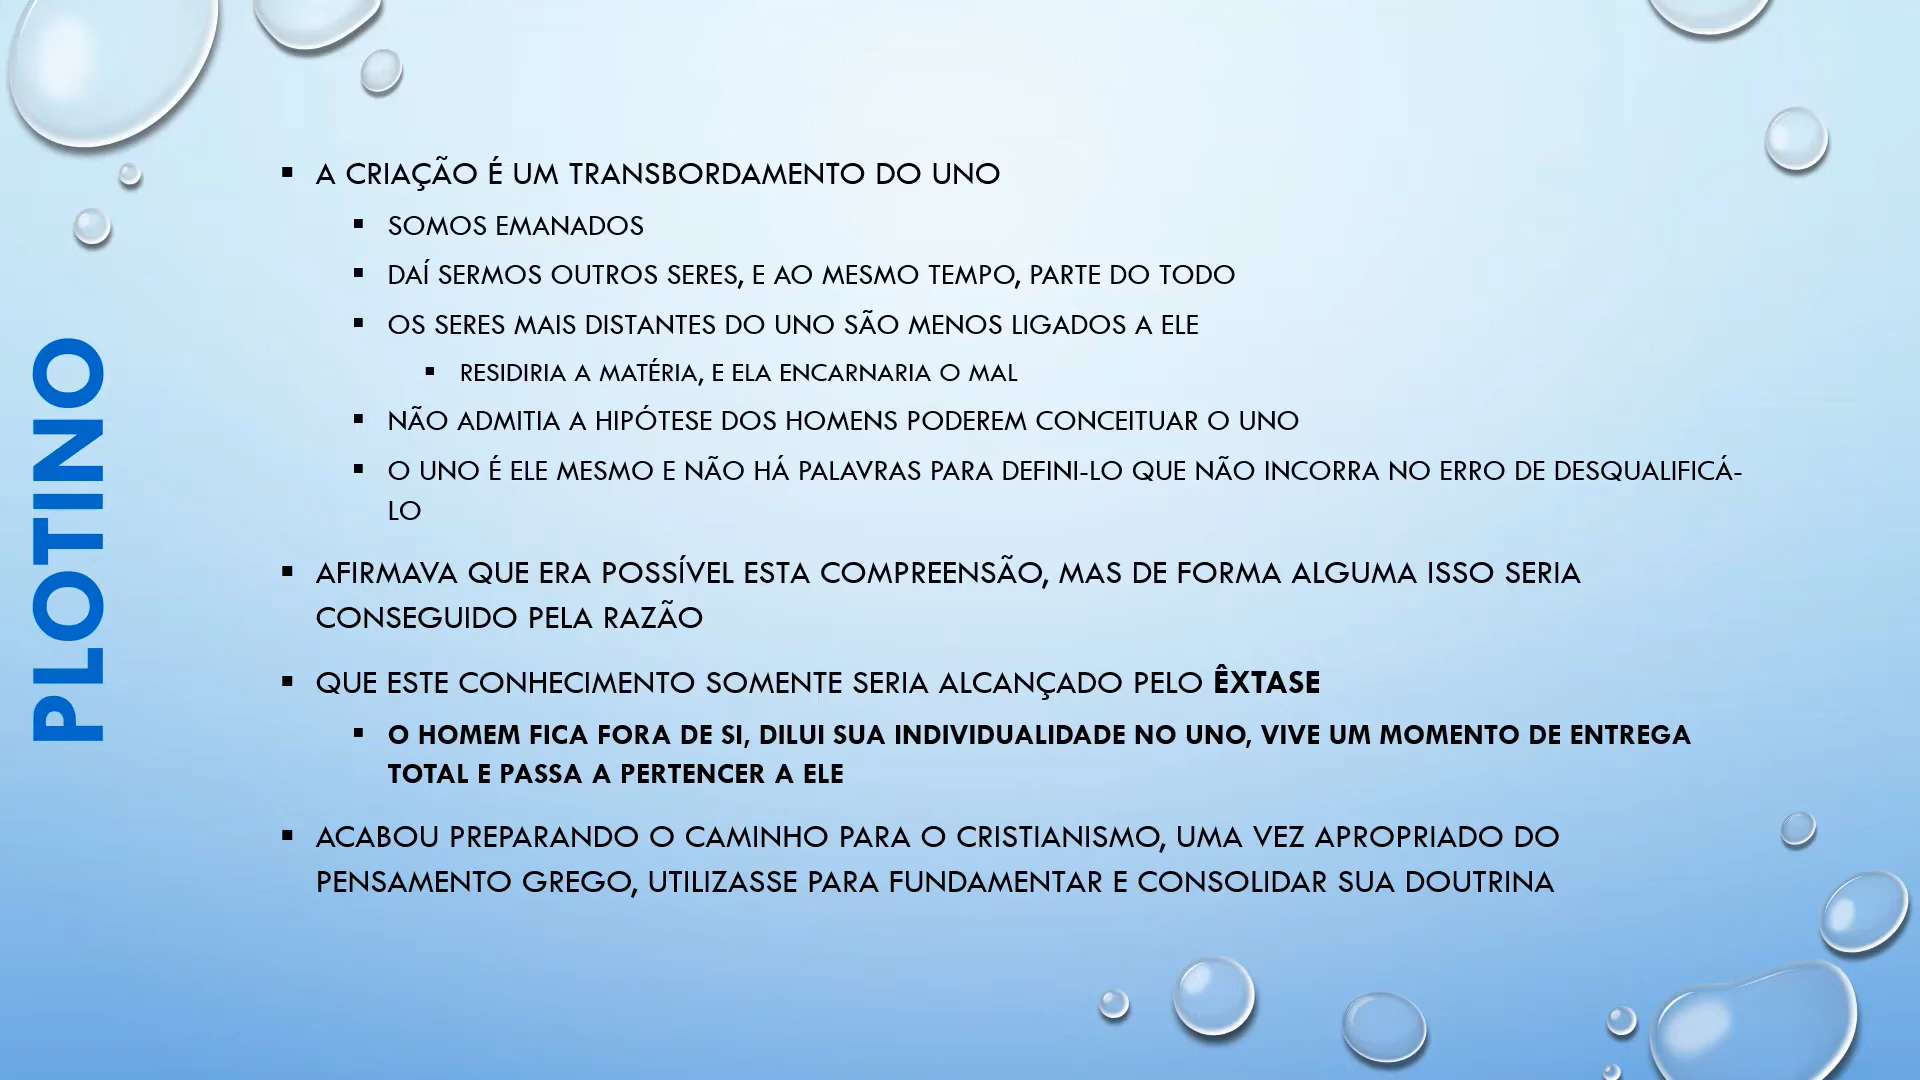 PLOTINO
▪ A CRIAÇÃO É UM TRANSBORDAMENTO DO UNO
▪ SOMOS EMANADOS
▪ DAÍ SERMOS OUTROS SERES, E AO MESMO TEMPO, PARTE DO TODO
▪ OS SERES MAIS DISTANTES DO UNO SÃO MENOS LIGADOS A ELE
▪ RESIDIRIA A MATÉRIA, E ELA ENCARNARIA O MAL
▪ NÃO ADMITIA A HIPÓTESE DOS HOMENS PODEREM CONCEITUAR O UNO
▪ O UNO É ELE MESMO E NÃO HÁ PALAVRAS PARA DEFINI-LO QUE NÃO INCORRA NO ERRO DE DESQUALIFICÁ-
LO
▪ AFIRMAVA QUE ERA POSSÍVEL ESTA COMPREENSÃO, MAS DE FORMA ALGUMA ISSO SERIA
CONSEGUIDO PELA RAZÃO
▪ QUE ESTE CONHECIMENTO SOMENTE SERIA ALCANÇADO PELO ÊXTASE
▪ O HOMEM FICA FORA DE SI, DILUI SUA INDIVIDUALIDADE NO UNO, VIVE UM MOMENTO DE ENTREGA
TOTAL E PASSA A PERTENCER A ELE
▪ ACABOU PREPARANDO O CAMINHO PARA O CRISTIANISMO, UMA VEZ APROPRIADO DO
PENSAMENTO GREGO, UTILIZASSE PARA FUNDAMENTAR E CONSOLIDAR SUA DOUTRINA